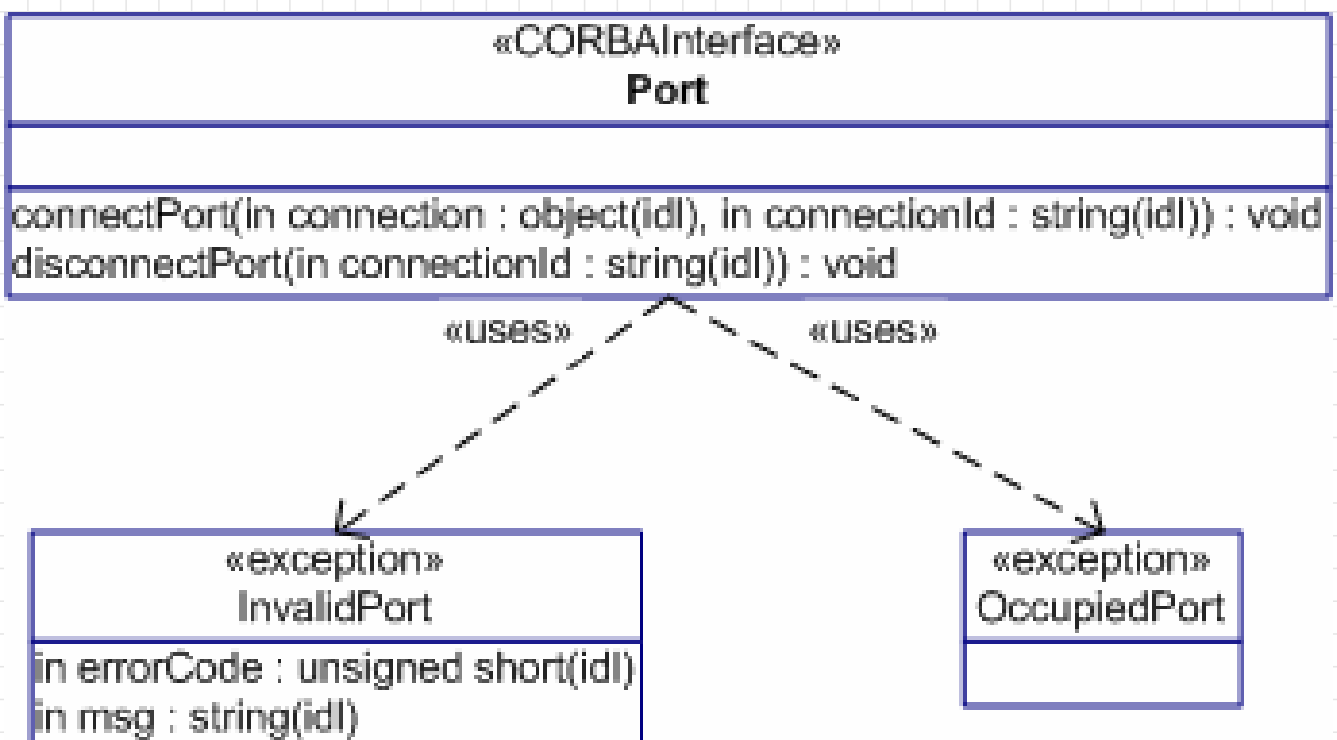 «CORBAInterface»
Port
connectPort(in connection : object(idl), in connectionId : string(idl)) : void
disconnectPort(in connectionId : string(idl)) : void
«uses»
«uses»
«exception»
InvalidPort
in errorCode : unsigned short(idl)
in msg : string(idl)
«exception»
OccupiedPort